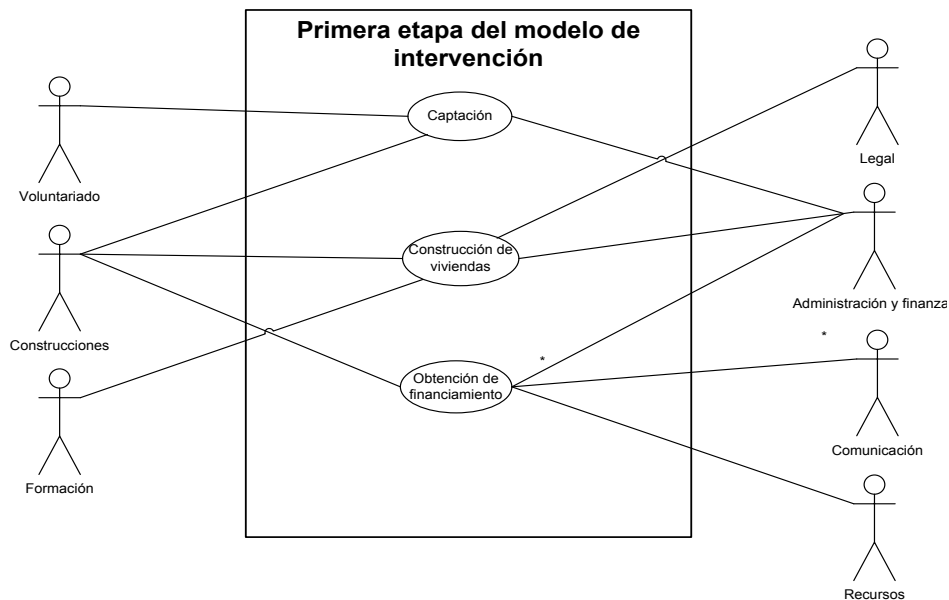 Primera etapa del modelo de
intervención
Captación
Voluntariado
Legal
Construcción de
viviendas
Construcciones
Administración y finanza
*
*
Obtención de
financiamiento
Comunicación
Formación
Recursos